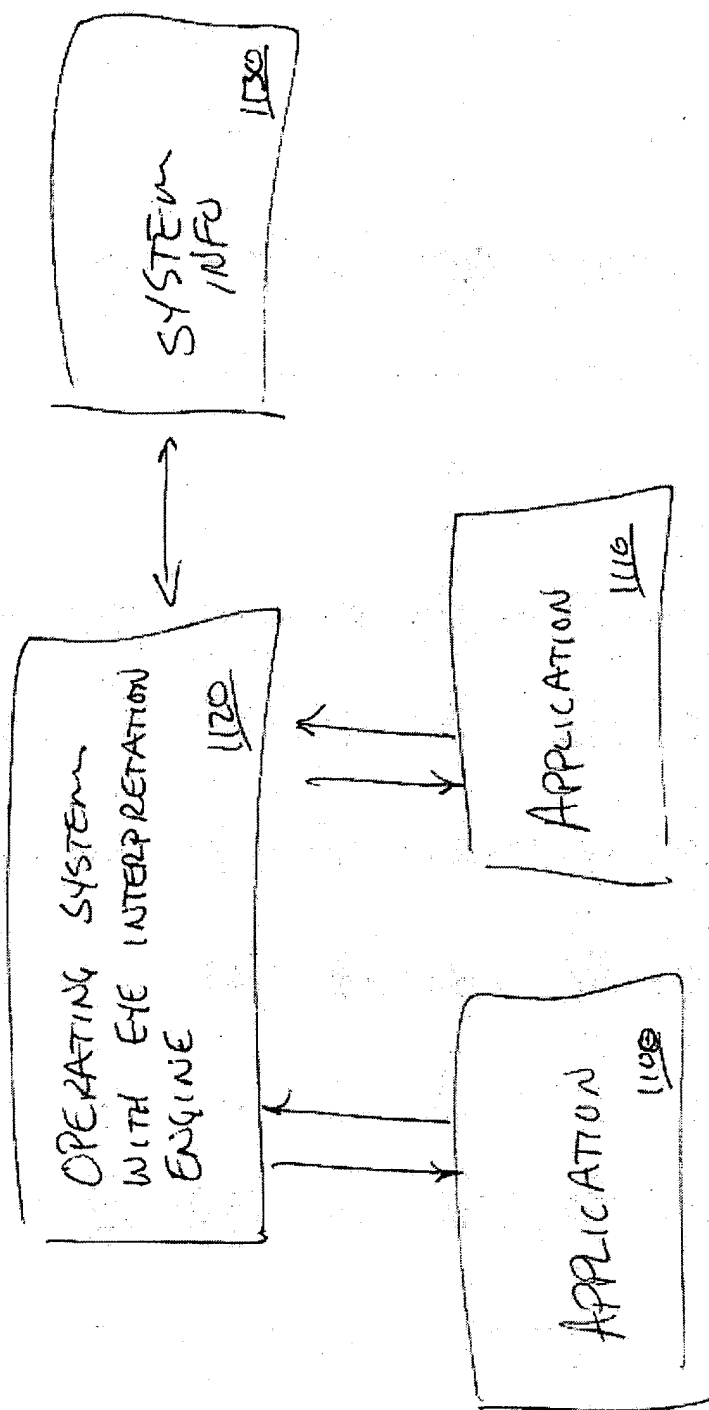 OPERATING SYSTEM
WITH EYE INTERPRETATION
ENGINE
1120
SYSTEM
INFO
1130
APPLICATION
1100
APPLICATION
1110